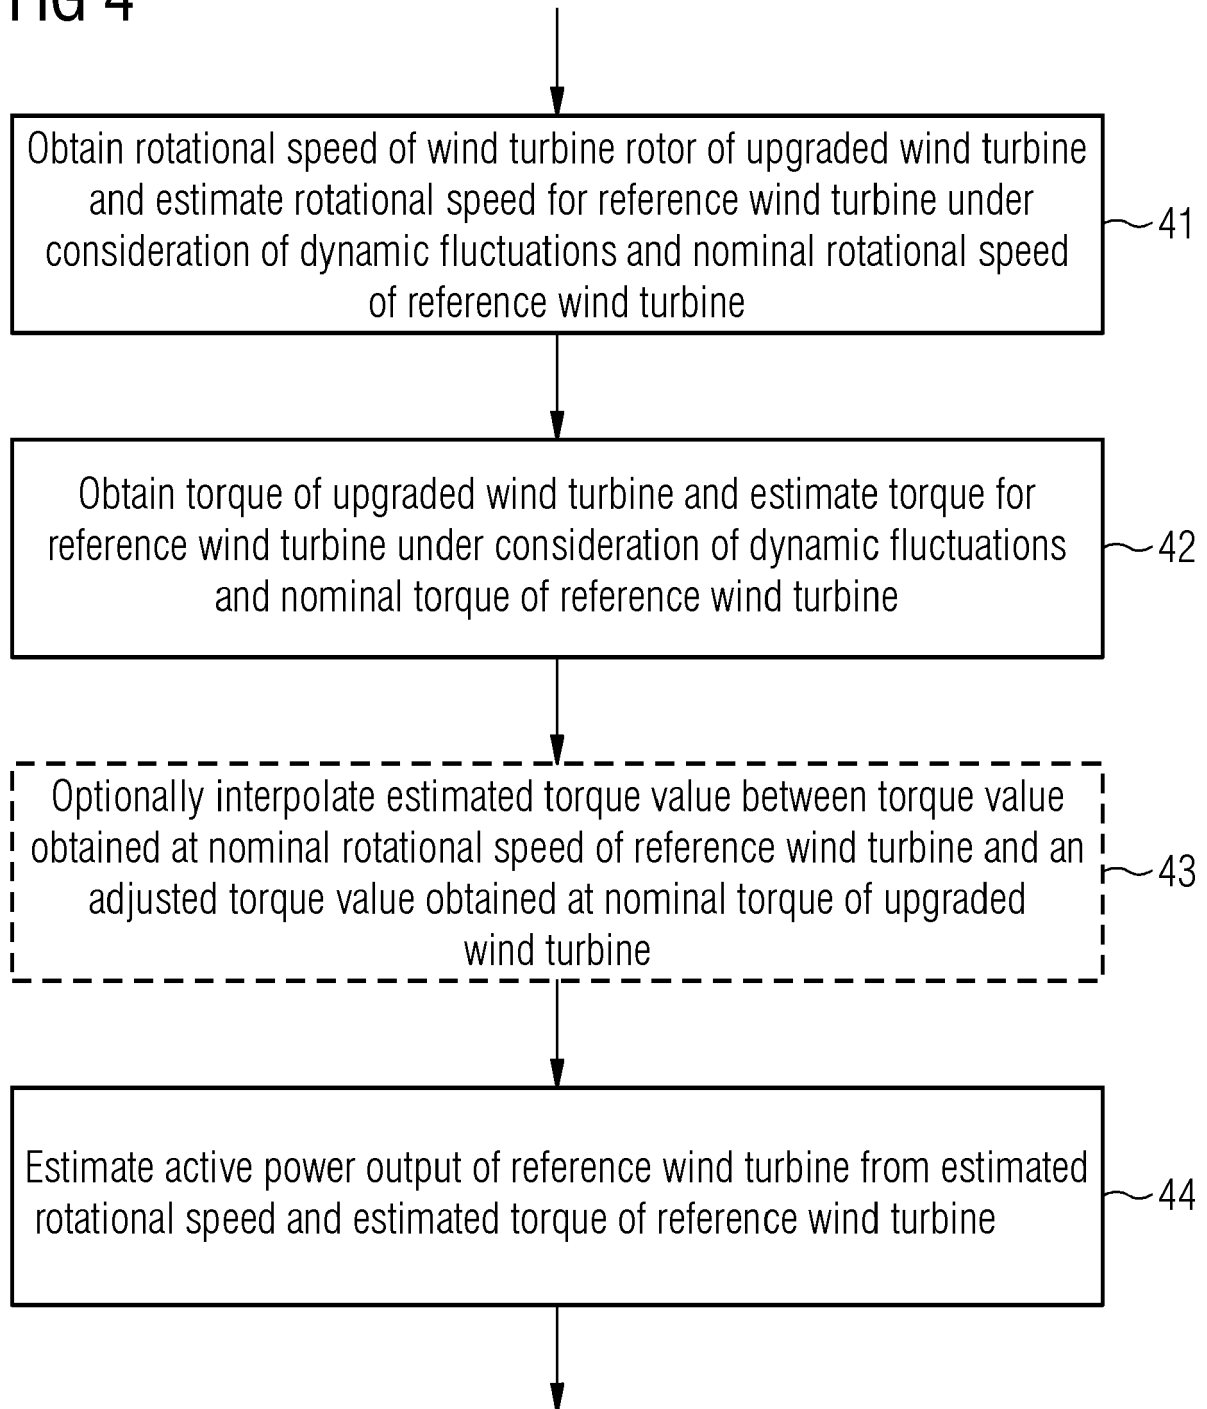 FIG 4
Obtain rotational speed of wind turbine rotor of upgraded wind turbine
and estimate rotational speed for reference wind turbine under
consideration of dynamic fluctuations and nominal rotational speed
of reference wind turbine
41
Obtain torque of upgraded wind turbine and estimate torque for
reference wind turbine under consideration of dynamic fluctuations
and nominal torque of reference wind turbine
42
Optionally interpolate estimated torque value between torque value
obtained at nominal rotational speed of reference wind turbine and an
adjusted torque value obtained at nominal torque of upgraded
wind turbine
43
Estimate active power output of reference wind turbine from estimated
rotational speed and estimated torque of reference wind turbine
44